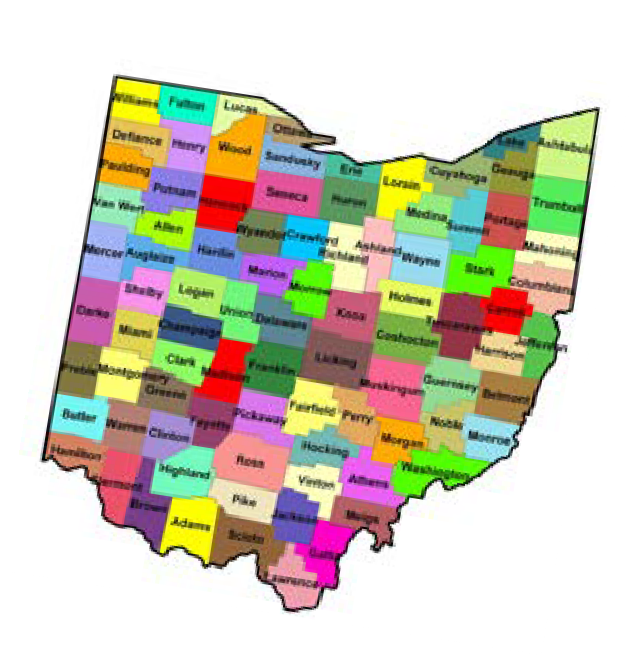 Williams
Fulton
Lucas
Ottawa
Lake
Ashtabula
Defiance
Henry
Wood
Sandusky
Erie
Lorain
Cuyahoga
Geauga
Paulding
Putnam
Hancock
Seneca
Huron
Medina
Summit
Portage
Trumbull
Van Wert
Allen
Wyandot
Crawford
Richland
Ashland
Wayne
Stark
Mahoning
Mercer
Auglaize
Hardin
Marion
Morrow
Holmes
Columbiana
Darke
Shelby
Logan
Union
Delaware
Knox
Coshocton
Tuscarawas
Carroll
Jefferson
Harrison
Miami
Champaign
Clark
Madison
Franklin
Licking
Muskingum
Guernsey
Belmont
Preble
Montgomery
Greene
Fayette
Pickaway
Fairfield
Perry
Morgan
Noble
Monroe
Butler
Warren
Clinton
Ross
Hocking
Athens
Washington
Hamilton
Clermont
Brown
Highland
Pike
Vinton
Jackson
Meigs
Adams
Scioto
Gallia
Lawrence